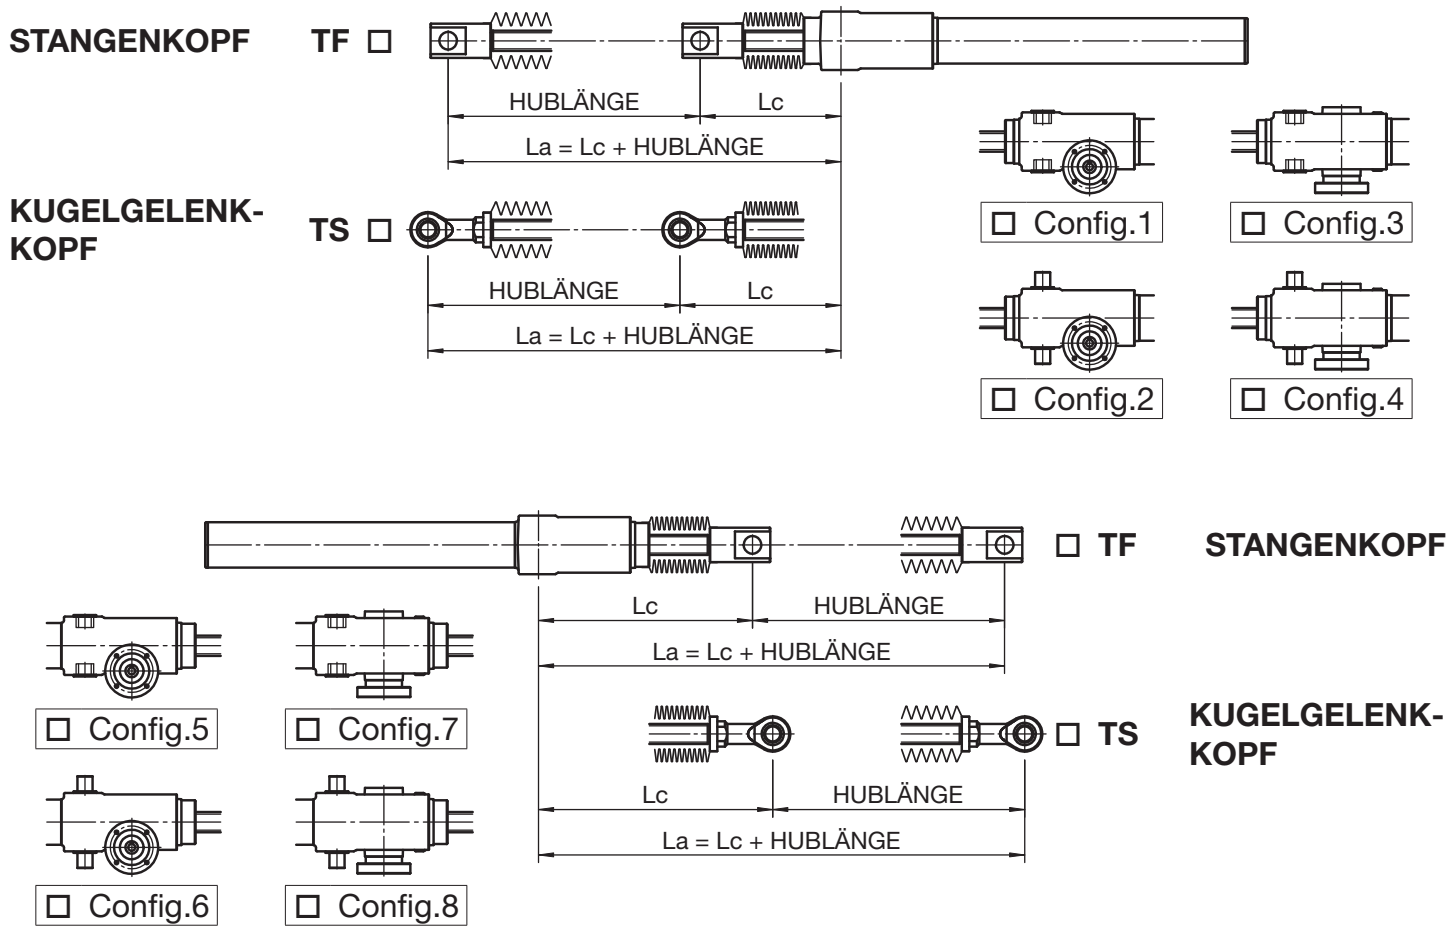 STANGENKOPF TF □
HUBLÄNGE Lc
La = Lc + HUBLÄNGE
KUGELGELENK-
KOPF
TS □
HUBLÄNGE Lc
La = Lc + HUBLÄNGE
□ Config.1 □ Config.3
□ Config.2 □ Config.4
□ TF STANGENKOPF
Lc HUBLÄNGE
La = Lc + HUBLÄNGE
□ Config.5 □ Config.7
□ TS
KUGELGELENK-
KOPF
Lc HUBLÄNGE
La = Lc + HUBLÄNGE
□ Config.6 □ Config.8